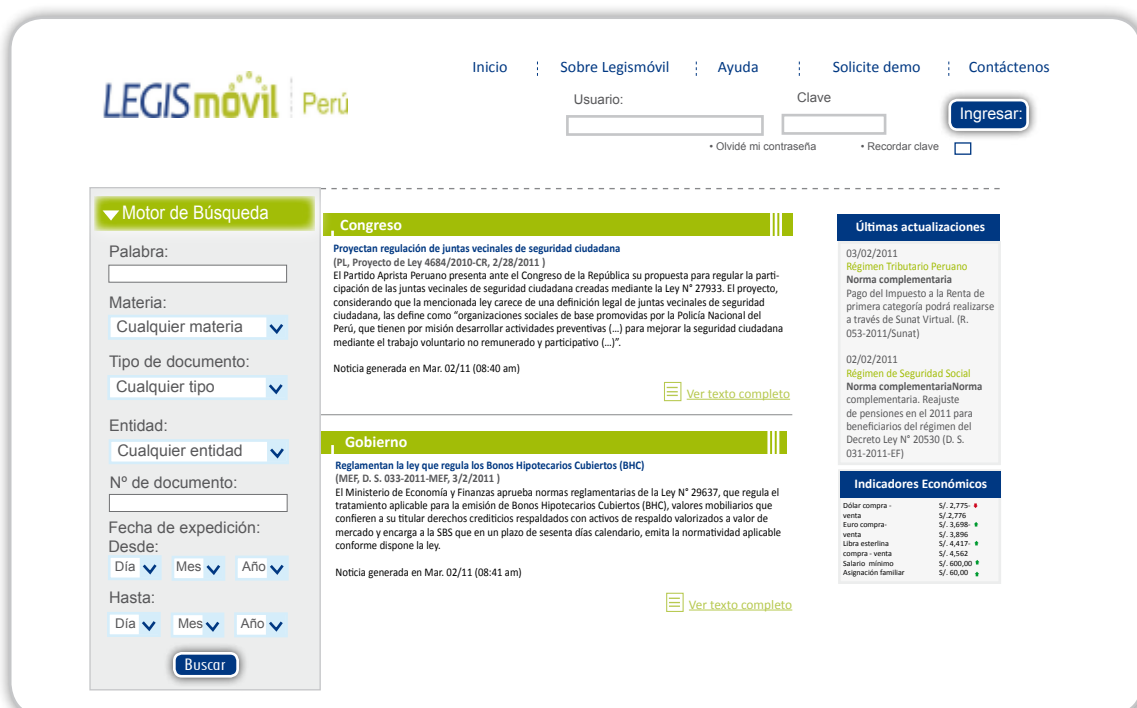 LEGISmóvil Perú
Inicio
Sobre Legismóvil
Ayuda
Solicite demo
Contáctenos
Usuario:
Clave
Ingresar:
• Olvidé mi contraseña
• Recordar clave
Motor de Búsqueda
Palabra:
Materia:
Cualquier materia
Tipo de documento:
Cualquier tipo
Entidad:
Cualquier entidad
Nº de documento:
Fecha de expedición:
Desde:
Día Mes Año
Hasta:
Día Mes Año
Buscar
Congreso
Proyectan regulación de juntas vecinales de seguridad ciudadana
(PL, Proyecto de Ley 4684/2010-CR, 2/28/2011 )
El Partido Aprista Peruano presenta ante el Congreso de la República su propuesta para regular la parti-
cipación de las juntas vecinales de seguridad ciudadana creadas mediante la Ley N° 27933. El proyecto,
considerando que la mencionada ley carece de una definición legal de juntas vecinales de seguridad
ciudadana, las define como “organizaciones sociales de base promovidas por la Policía Nacional del
Perú, que tienen por misión desarrollar actividades preventivas (...) para mejorar la seguridad ciudadana
mediante el trabajo voluntario no remunerado y participativo (...)”.
Noticia generada en Mar. 02/11 (08:40 am)
Ver texto completo
Gobierno
Reglamentan la ley que regula los Bonos Hipotecarios Cubiertos (BHC)
(MEF, D. S. 033-2011-MEF, 3/2/2011 )
El Ministerio de Economía y Finanzas aprueba normas reglamentarias de la Ley N° 29637, que regula el
tratamiento aplicable para la emisión de Bonos Hipotecarios Cubiertos (BHC), valores mobiliarios que
confieren a su titular derechos crediticios respaldados con activos de respaldo valorizados a valor de
mercado y encarga a la SBS que en un plazo de sesenta días calendario, emita la normatividad aplicable
conforme dispone la ley.
Noticia generada en Mar. 02/11 (08:41 am)
Ver texto completo
Últimas actualizaciones
03/02/2011
Régimen Tributario Peruano
Norma complementaria
Pago del Impuesto a la Renta de
primera categoría podrá realizarse
a través de Sunat Virtual. (R.
053-2011/Sunat)
02/02/2011
Régimen de Seguridad Social
Norma complementariaNorma
complementaria. Reajuste
de pensiones en el 2011 para
beneficiarios del régimen del
Decreto Ley N° 20530 (D. S.
031-2011-EF)
Indicadores Económicos
Dólar compra - S/. 2,775-
venta S/.2,776
Euro compra- S/. 3,698-
venta S/. 3,896
Libra esterlina S/. 4,417-
compra - venta S/. 4,562
Salario mínimo S/. 600,00
Asignación familiar S/. 60,00